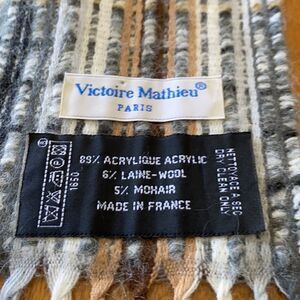 Victoire Mathieu®
PARIS
89% ACRYLIQUE ACRYLIC
6% LAINE-WOOL
5% MOHAIR
MADE IN FRANCE
NETTOYAGE A SEC
DRY CLEAN ONLY
1650